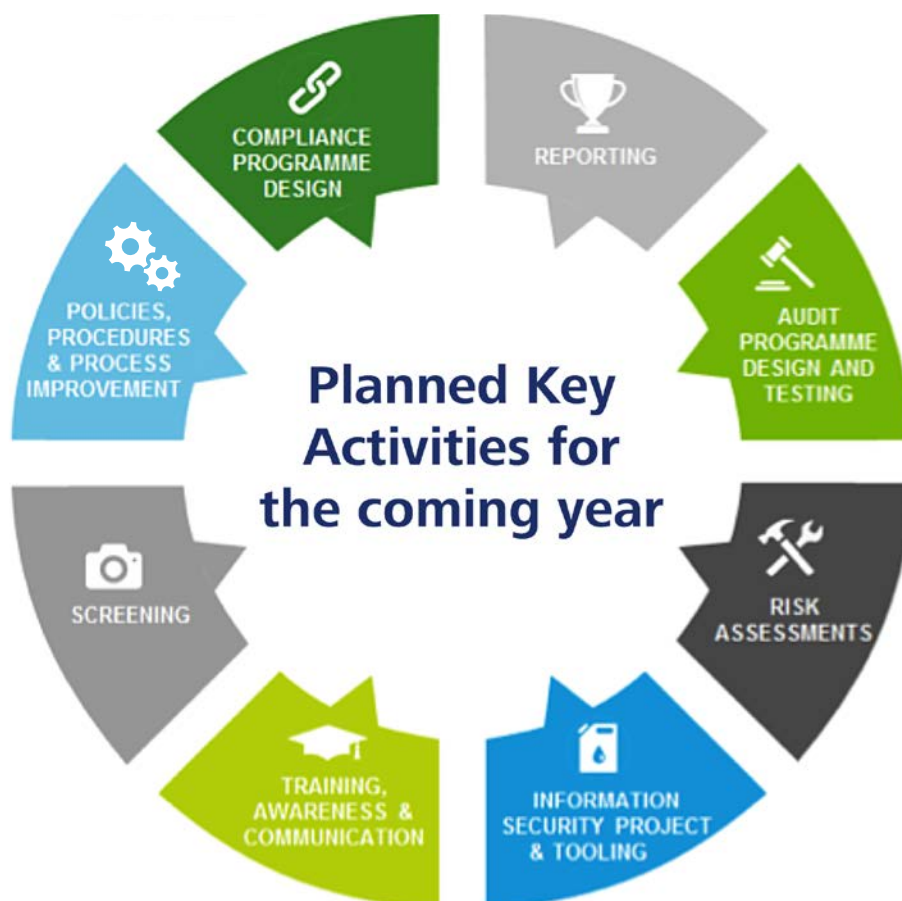 COMPLIANCE
PROGRAMME
DESIGN
REPORTING
POLICIES,
PROCEDURES
& PROCESS
IMPROVEMENT
AUDIT
PROGRAMME
DESIGN AND
TESTING
Planned Key
Activities for
the coming year
SCREENING
RISK
ASSESSMENTS
TRAINING,
AWARENESS &
COMMUNICATION
INFORMATION
SECURITY PROJECT
& TOOLING